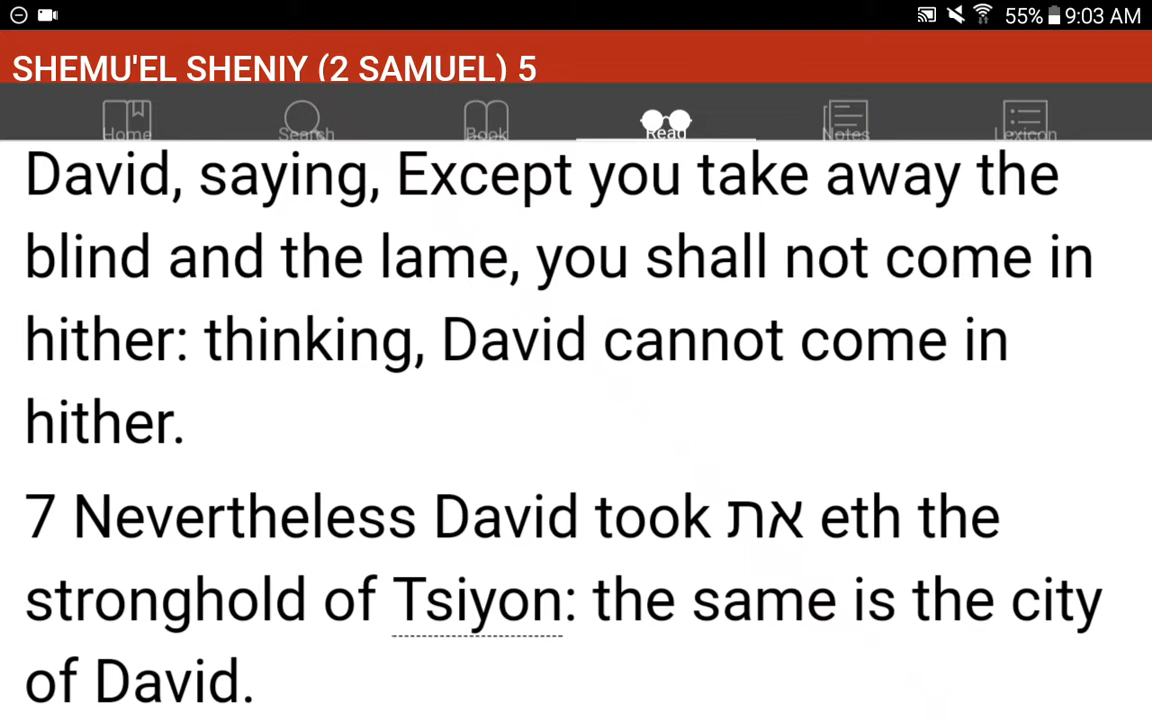 55% 9:03 AM
SHEMU'EL SHENIY (2 SAMUEL) 5
Home Search Book Read Notes Lexicon
David, saying, Except you take away the
blind and the lame, you shall not come in
hither: thinking, David cannot come in
hither.
7 Nevertheless David took את eth the
stronghold of Tsiyon: the same is the city
of David.